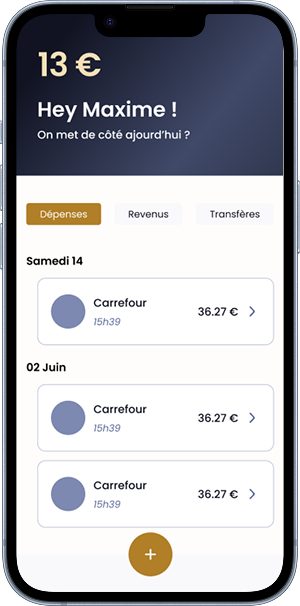 13 €
Hey Maxime !
On met de côté ajourd'hui ?
Dépenses Revenus Transfères
Samedi 14
Carrefour
15h39
36.27 €
02 Juin
Carrefour
15h39
36.27 €
Carrefour
15h39
36.27 €
+